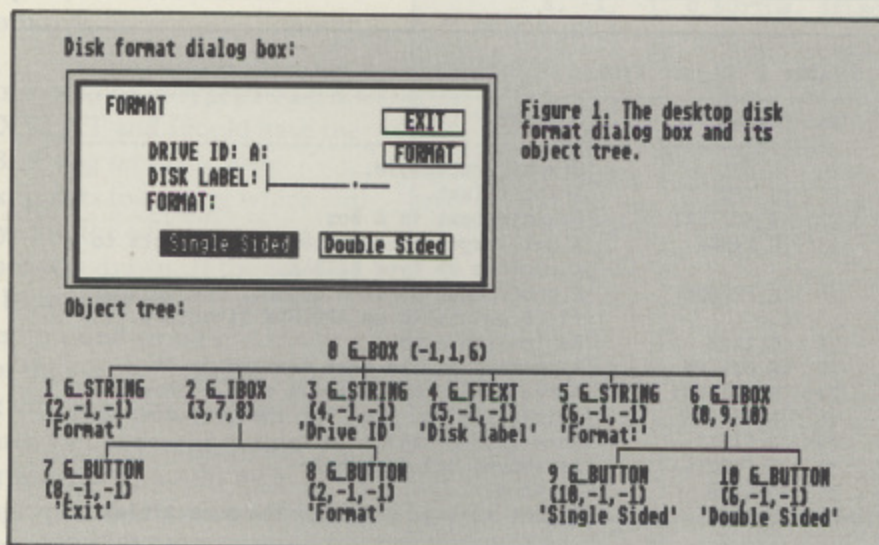 Disk format dialog box:
FORMAT
EXIT
DRIVE ID: A:
FORMAT
DISK LABEL: |________.___
FORMAT:
Single Sided
Double Sided
Figure 1. The desktop disk
format dialog box and its
object tree.
Object tree:
0 G_BOX (-1,1,6)
1 G_STRING 2 G_IBOX 3 G_STRING 4 G_FTEXT 5 G_STRING 6 G_IBOX
(2,-1,-1) (3,7,8) (4,-1,-1) (5,-1,-1) (6,-1,-1) (0,9,10)
'Format' 'Drive ID' 'Disk label' 'Format:'
7 G_BUTTON 8 G_BUTTON 9 G_BUTTON 10 G_BUTTON
(8,-1,-1) (2,-1,-1) (10,-1,-1) (6,-1,-1)
'Exit' 'Format' 'Single Sided' 'Double Sided'